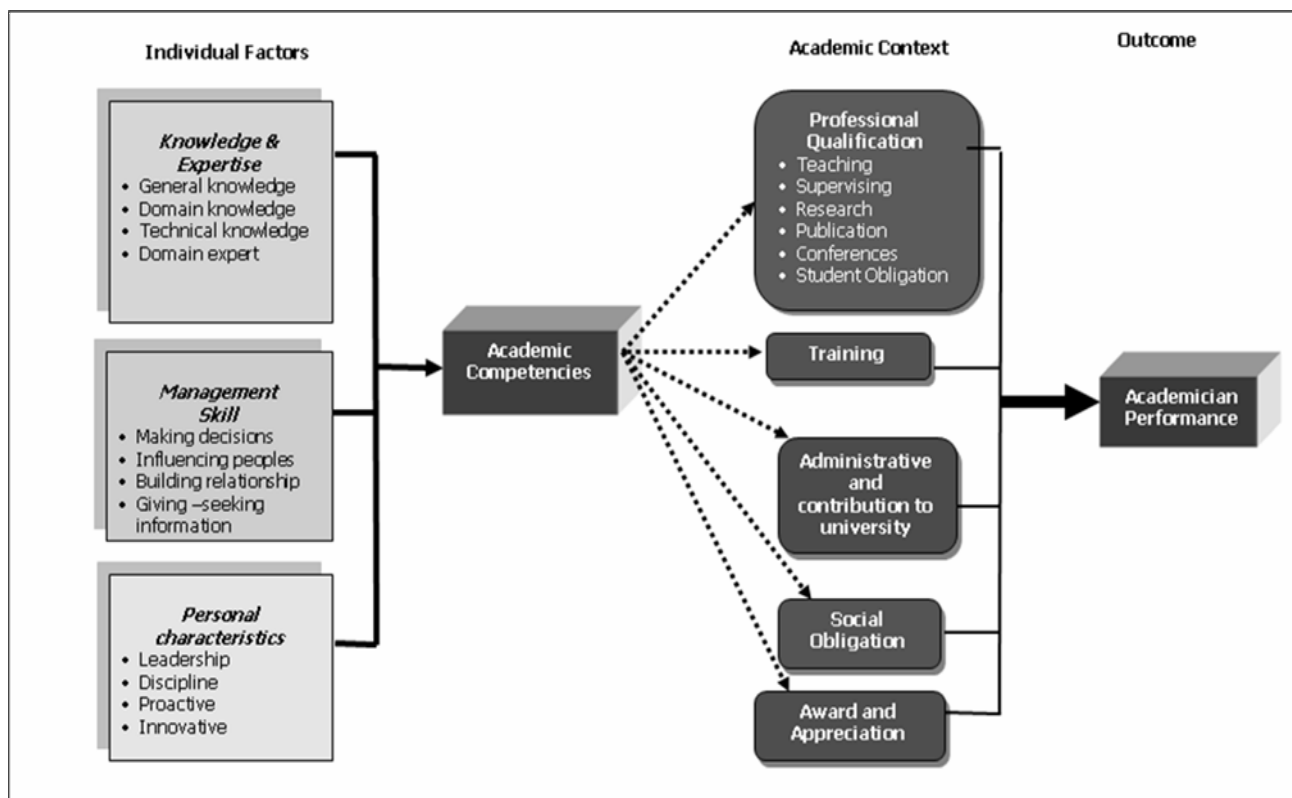 Individual Factors
Academic Context
Outcome
Knowledge &
Expertise
• General knowledge
• Domain knowledge
• Technical knowledge
• Domain expert
Management
Skill
• Making decisions
• Influencing peoples
• Building relationship
• Giving –seeking
information
Personal
characteristics
• Leadership
• Discipline
• Proactive
• Innovative
Academic
Competencies
Professional
Qualification
• Teaching
• Supervising
• Research
• Publication
• Conferences
• Student Obligation
Training
Administrative
and
contribution to
university
Social
Obligation
Award and
Appreciation
Academician
Performance